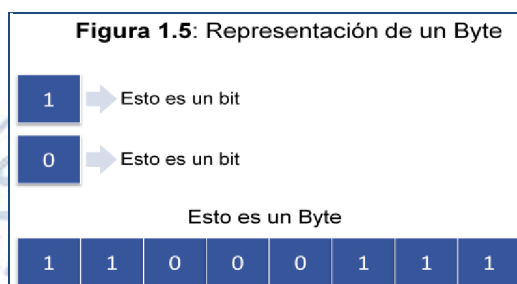 Figura 1.5: Representación de un Byte
1 Esto es un bit
0 Esto es un bit
Esto es un Byte
1 1 0 0 0 1 1 1